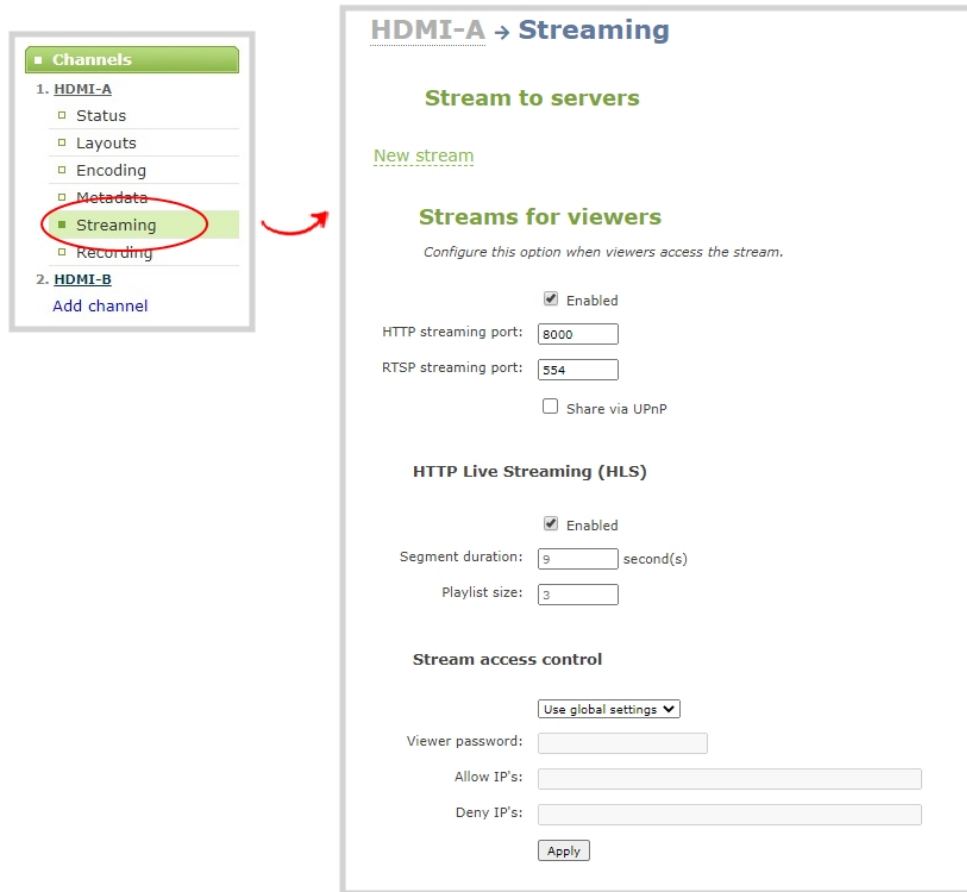 Channels
1. HDMI-A
Status
Layouts
Encoding
Metadata
Streaming
Recording
2. HDMI-B
Add channel
HDMI-A → Streaming
Stream to servers
New stream
Streams for viewers
Configure this option when viewers access the stream.
Enabled
HTTP streaming port: 8000
RTSP streaming port: 554
Share via UPnP
HTTP Live Streaming (HLS)
Enabled
Segment duration: 9 second(s)
Playlist size: 3
Stream access control
Use global settings
Viewer password:
Allow IP's:
Deny IP's:
Apply